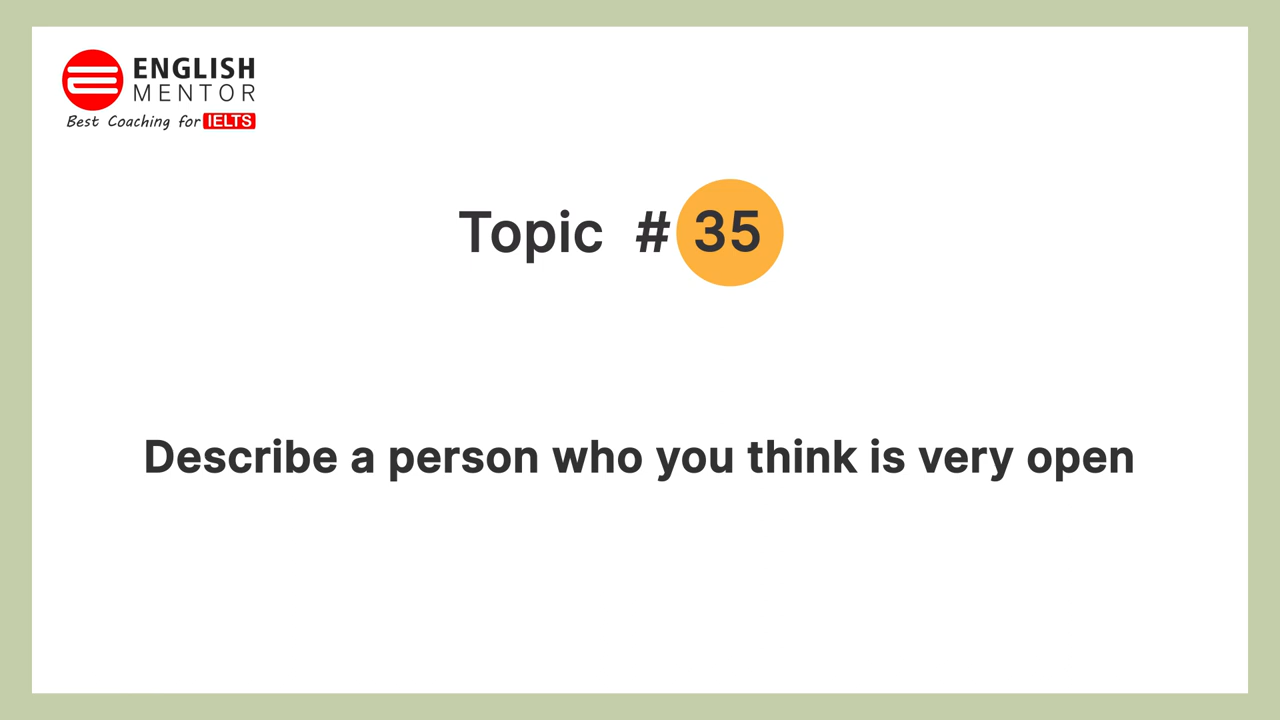 ENGLISH
MENTOR
Best Coaching for IELTS
Topic # 35
Describe a person who you think is very open